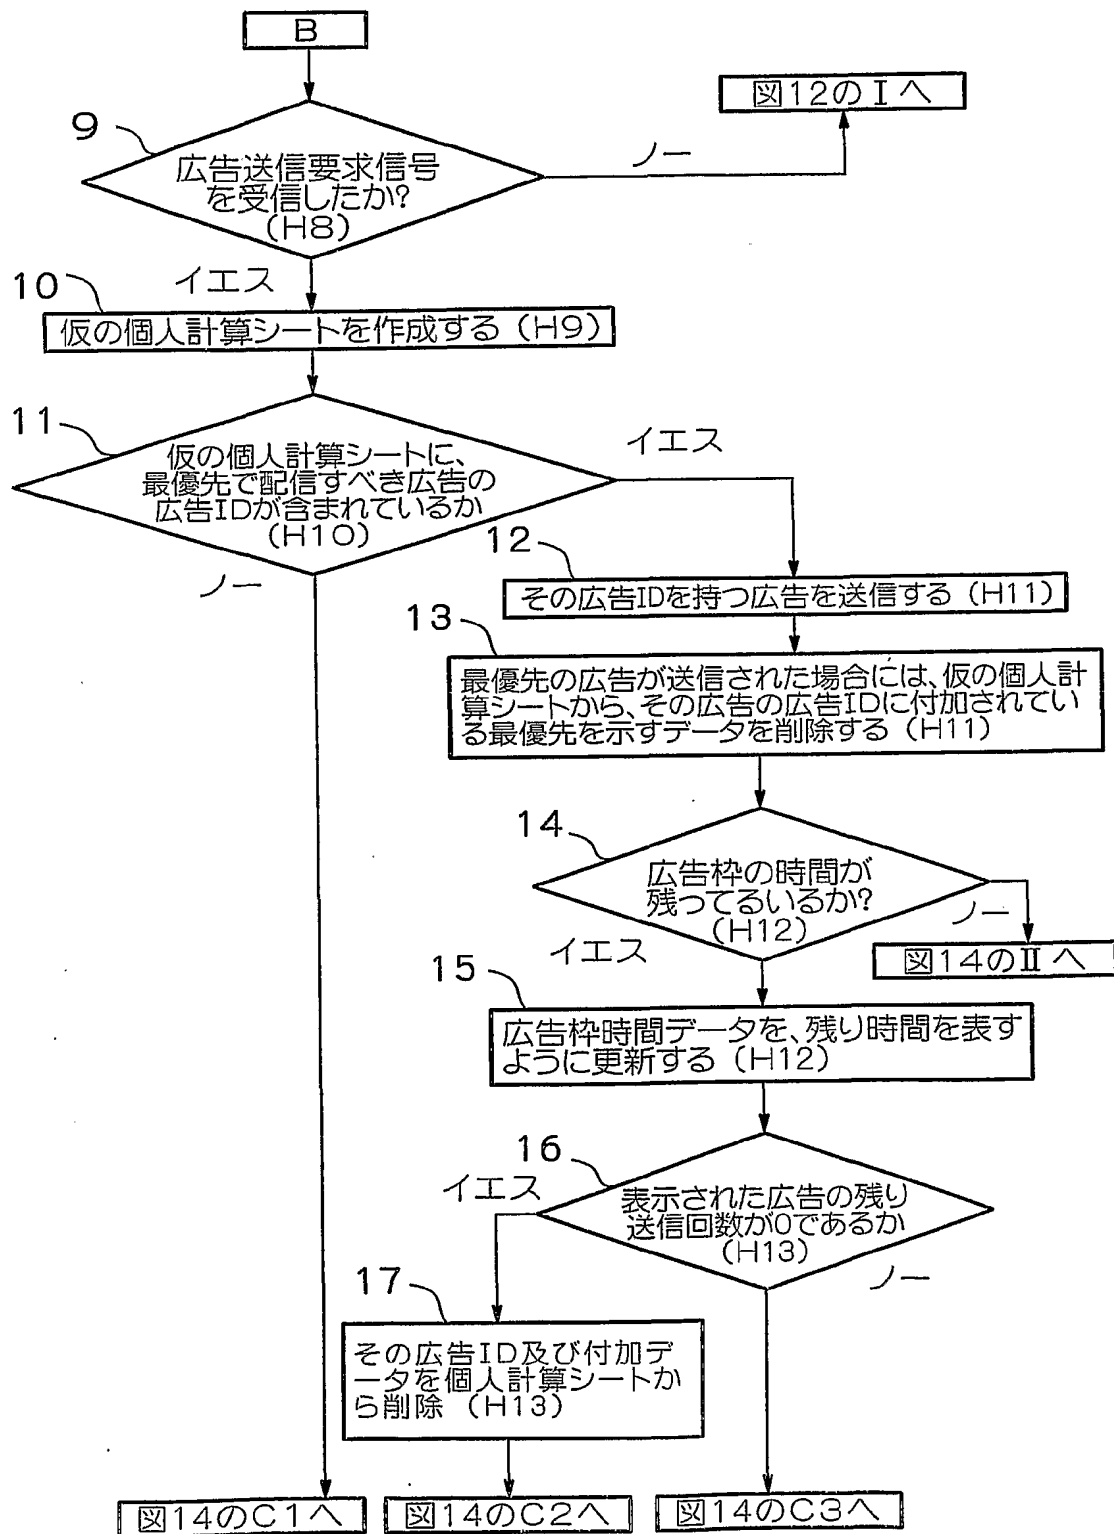 B
図12のⅠへ
9
広告送信要求信号
を受信したか?
(H8)
ノー
イエス
10
仮の個人計算シートを作成する(H9)
11
仮の個人計算シートに、
最優先で配信すべき広告の
広告IDが含まれているか
(H10)
イエス
ノー
12
その広告IDを持つ広告を送信する(H11)
13
最優先の広告が送信された場合には、仮の個人計
算シートから、その広告の広告IDに付加されてい
る最優先を示すデータを削除する(H11)
14
広告枠の時間が
残ってるいるか?
(H12)
ノー
イエス
図14のⅡへ
15
広告枠時間データを、残り時間を表す
ように更新する(H12)
16
イエス
表示された広告の残り
送信回数が0であるか
(H13)
ノー
17
その広告ID及び付加デ
ータを個人計算シートか
ら削除(H13)
図14のC1へ
図14のC2へ
図14のC3へ